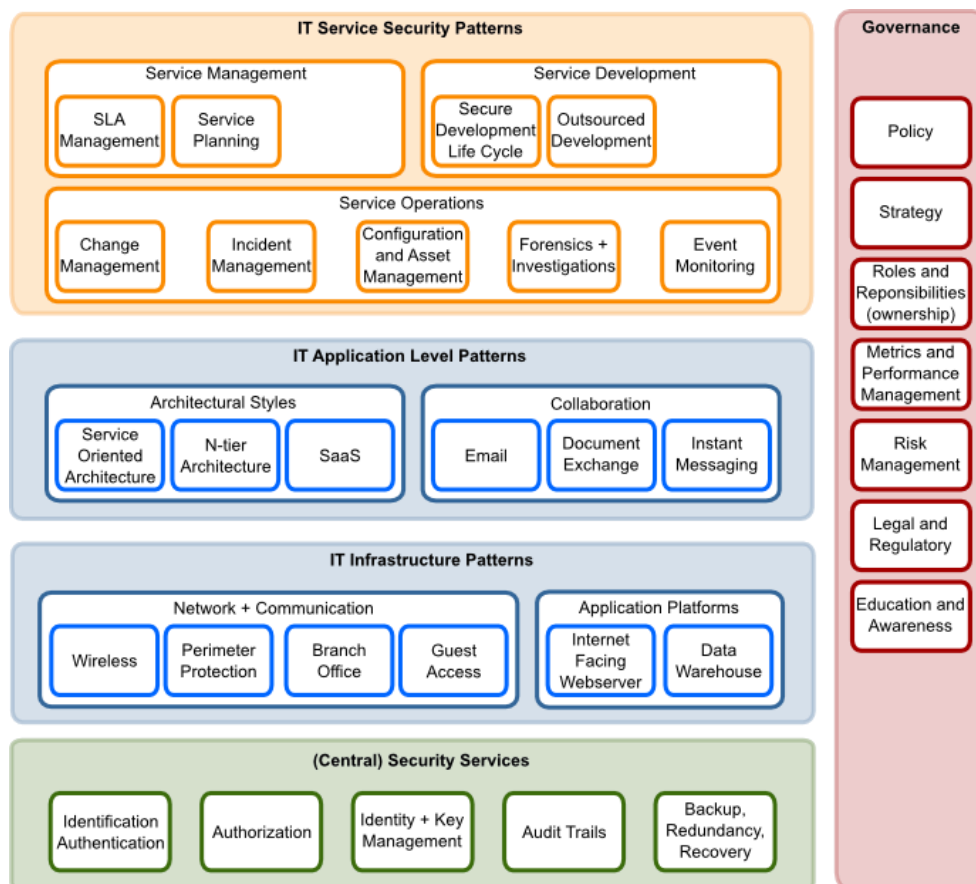 IT Service Security Patterns
Service Management
SLA
Management
Service
Planning
Service Development
Secure
Development
Life Cycle
Outsourced
Development
Service Operations
Change
Management
Incident
Management
Configuration
and Asset
Management
Forensics +
Investigations
Event
Monitoring
IT Application Level Patterns
Architectural Styles
Service
Oriented
Architecture
N-tier
Architecture
SaaS
Collaboration
Email
Document
Exchange
Instant
Messaging
IT Infrastructure Patterns
Network + Communication
Wireless
Perimeter
Protection
Branch
Office
Guest
Access
Application Platforms
Internet
Facing
Webserver
Data
Warehouse
(Central) Security Services
Identification
Authentication
Authorization
Identity + Key
Management
Audit Trails
Backup,
Redundancy,
Recovery
Governance
Policy
Strategy
Roles and
Reponsibilities
(ownership)
Metrics and
Performance
Management
Risk
Management
Legal and
Regulatory
Education and
Awareness